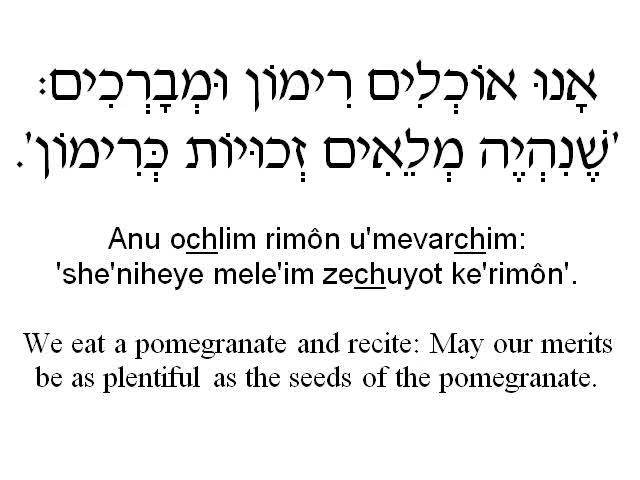 אָנוּ אוֹכְלִים רִימוֹן וּמְבָרְכִים:
'שֶׁנִהְיֶה מְלֵאִים זְכוּיוֹת כְּרִימוֹן'.
Anu ochlim rimôn u'mevarchim:
'she'niheye mele'im zechuyot ke'rimôn'.
We eat a pomegranate and recite: May our merits
be as plentiful as the seeds of the pomegranate.